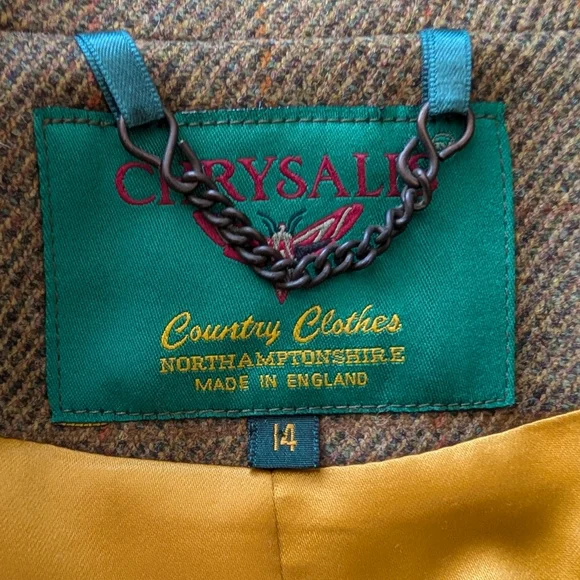 CHRYSALIS
Country Clothes
NORTHAMPTONSHIRE
MADE IN ENGLAND
14